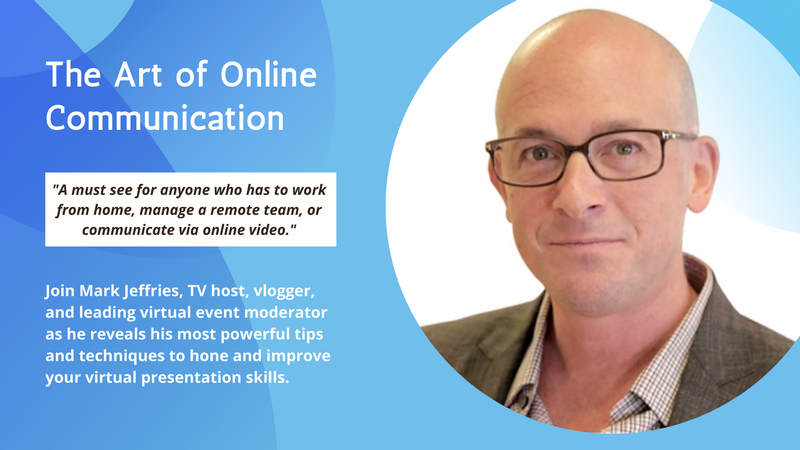 The Art of Online
Communication
"A must see for anyone who has to work
from home, manage a remote team, or
communicate via online video."
Join Mark Jeffries, TV host, vlogger,
and leading virtual event moderator
as he reveals his most powerful tips
and techniques to hone and improve
your virtual presentation skills.